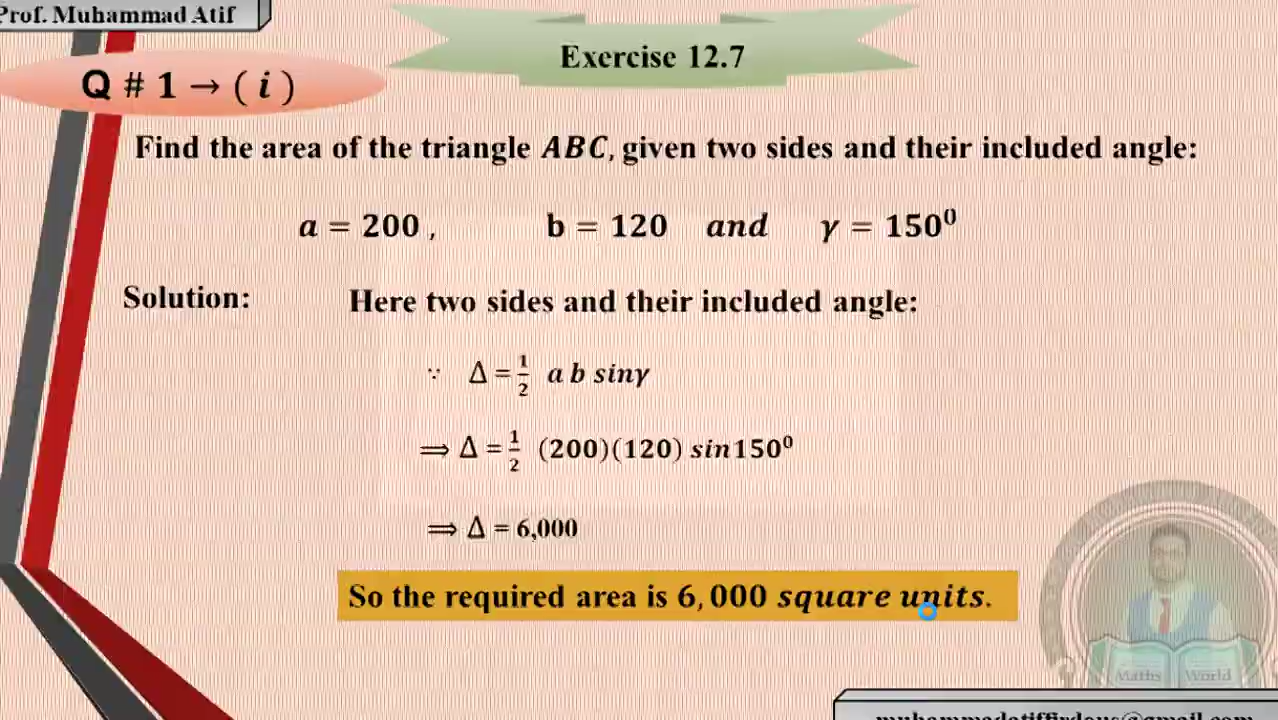 Prof. Muhammad Atif
Exercise 12.7
Q # 1 → ( i )
Find the area of the triangle ABC, given two sides and their included angle:
a = 200 , b = 120 and γ = 150⁰
Solution: Here two sides and their included angle:
∵ Δ = 1/2 a b sinγ
⟹ Δ = 1/2 (200)(120) sin150⁰
⟹ Δ = 6,000
So the required area is 6,000 square units.
Maths World